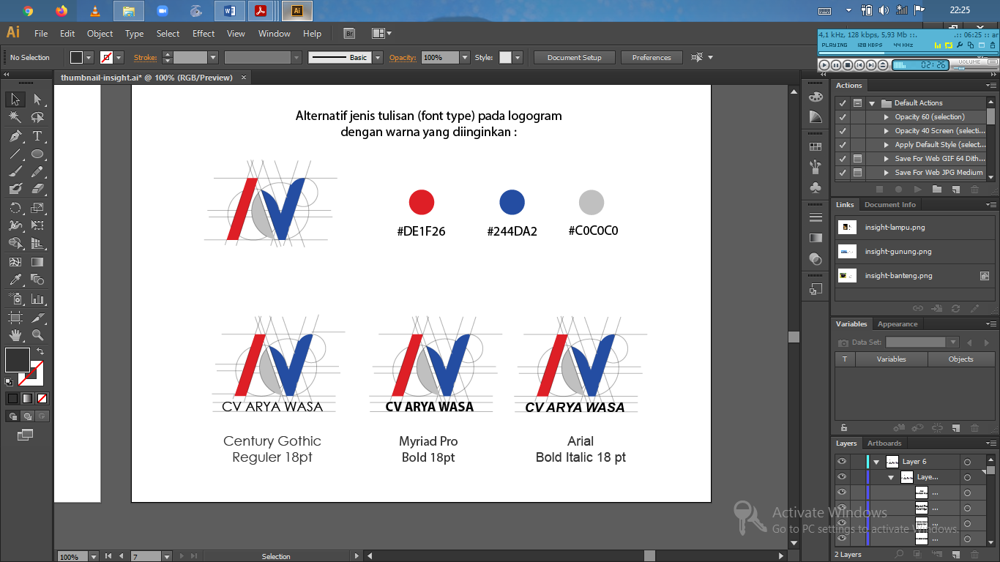 22:25
Ai
File Edit Object Type Select Effect View Window Help
Br
4,1 kHz, 128 kbps, 5,93 Mb ::. .:: 06:25 :: ar
PLAYING 128 KBPS 44 KHZ
VOLUME
02:26
No Selection
Stroke:
Basic
Opacity: 100%
Style:
Document Setup
Preferences
thumbnail-insight.ai* @ 100% (RGB/Preview)
Alternatif jenis tulisan (font type) pada logogram
dengan warna yang diinginkan :
#DE1F26
#244DA2
#C0C0C0
CV ARYA WASA
CV ARYA WASA
CV ARYA WASA
Century Gothic
Reguler 18pt
Myriad Pro
Bold 18pt
Arial
Bold Italic 18 pt
Actions
Default Actions
Opacity 60 (selection)
Opacity 40 Screen (selecti...
Apply Default Style (select...
Save For Web GIF 64 Dith...
Save For Web JPG Medium
Links Document Info
insight-lampu.png
insight-gunung.png
insight-banteng.png
Variables Appearance
Data Set:
T Variables Objects
Layers Artboards
Layer 6
Laye...
...
...
...
...
2 Layers
Activate Windows
Go to PC settings to activate Windows.
100%
7
Selection